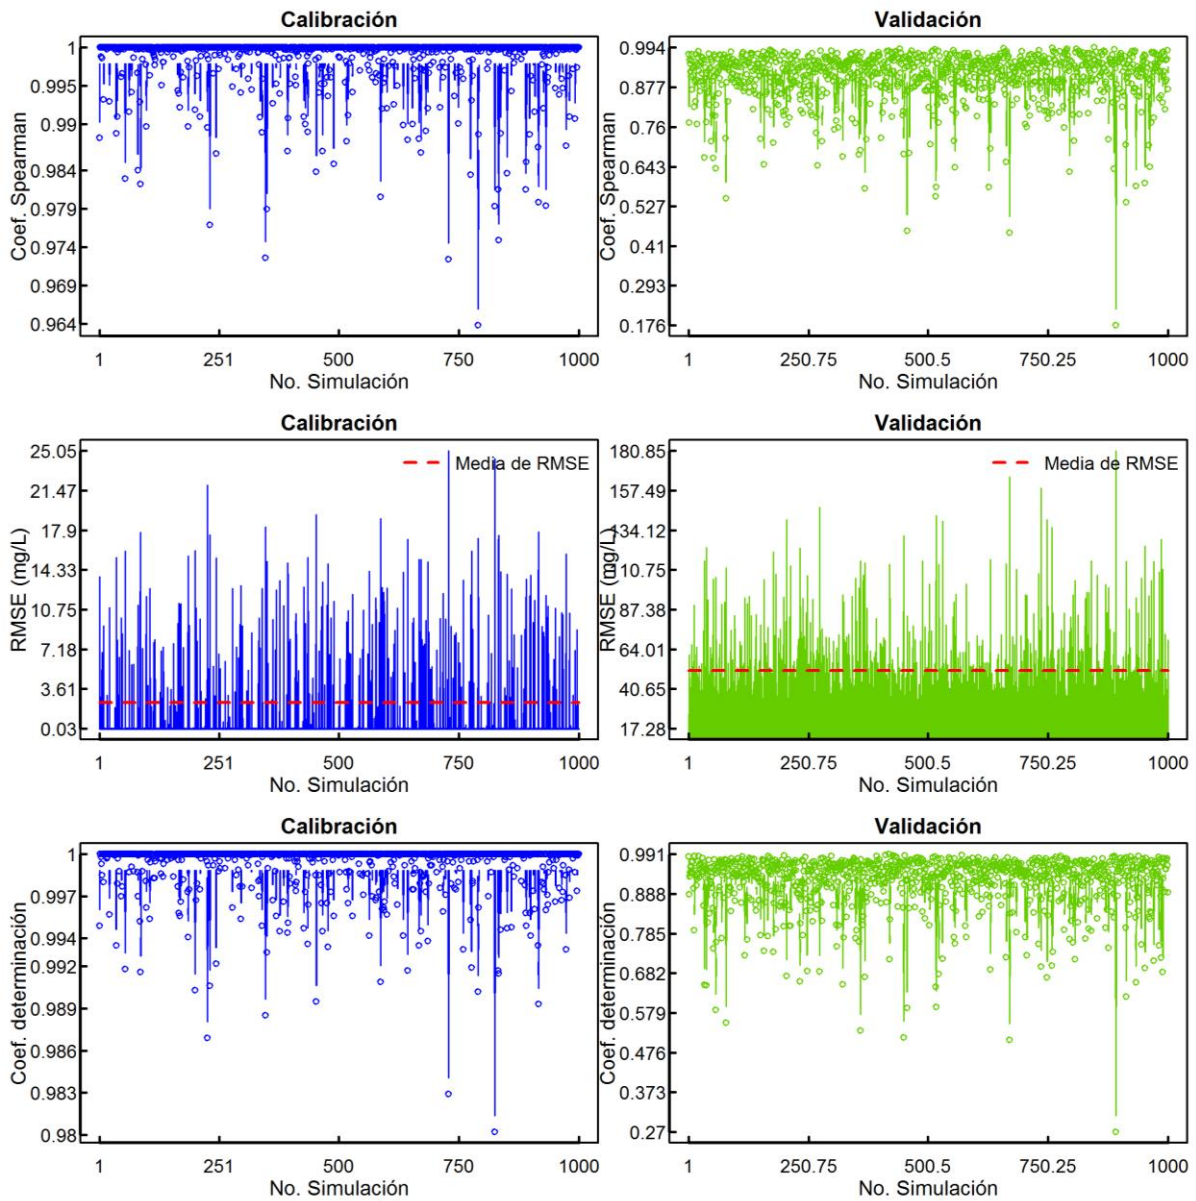 Calibración
Coef. Spearman
1
0.995
0.99
0.984
0.979
0.974
0.969
0.964
1 251 500 750 1000
No. Simulación
Validación
Coef. Spearman
0.994
0.877
0.76
0.643
0.527
0.41
0.293
0.176
1 250.75 500.5 750.25 1000
No. Simulación
Calibración
RMSE (mg/L)
25.05
21.47
17.9
14.33
10.75
7.18
3.61
0.03
Media de RMSE
1 251 500 750 1000
No. Simulación
Validación
RMSE (mg/L)
180.85
157.49
134.12
110.75
87.38
64.01
40.65
17.28
Media de RMSE
1 250.75 500.5 750.25 1000
No. Simulación
Calibración
Coef. determinación
1
0.997
0.994
0.992
0.989
0.986
0.983
0.98
1 251 500 750 1000
No. Simulación
Validación
Coef. determinación
0.991
0.888
0.785
0.682
0.579
0.476
0.373
0.27
1 250.75 500.5 750.25 1000
No. Simulación